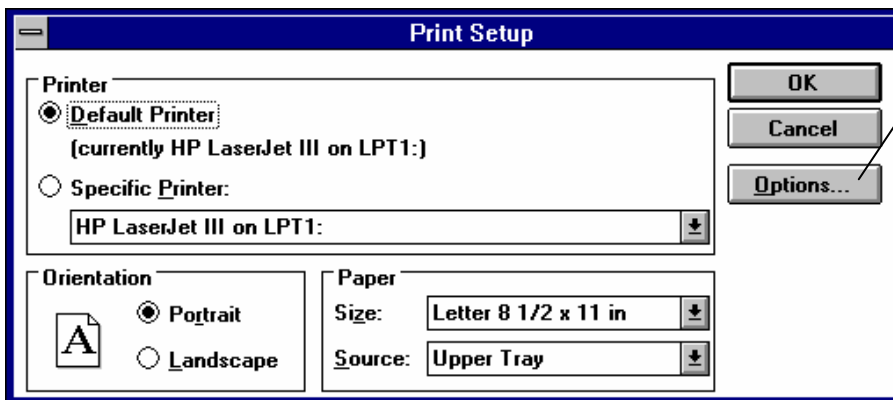 Print Setup
Printer
Default Printer
(currently HP LaserJet III on LPT1:)
Specific Printer:
HP LaserJet III on LPT1:
OK
Cancel
Options...
Orientation
A
Portrait
Landscape
Paper
Size: Letter 8 1/2 x 11 in
Source: Upper Tray